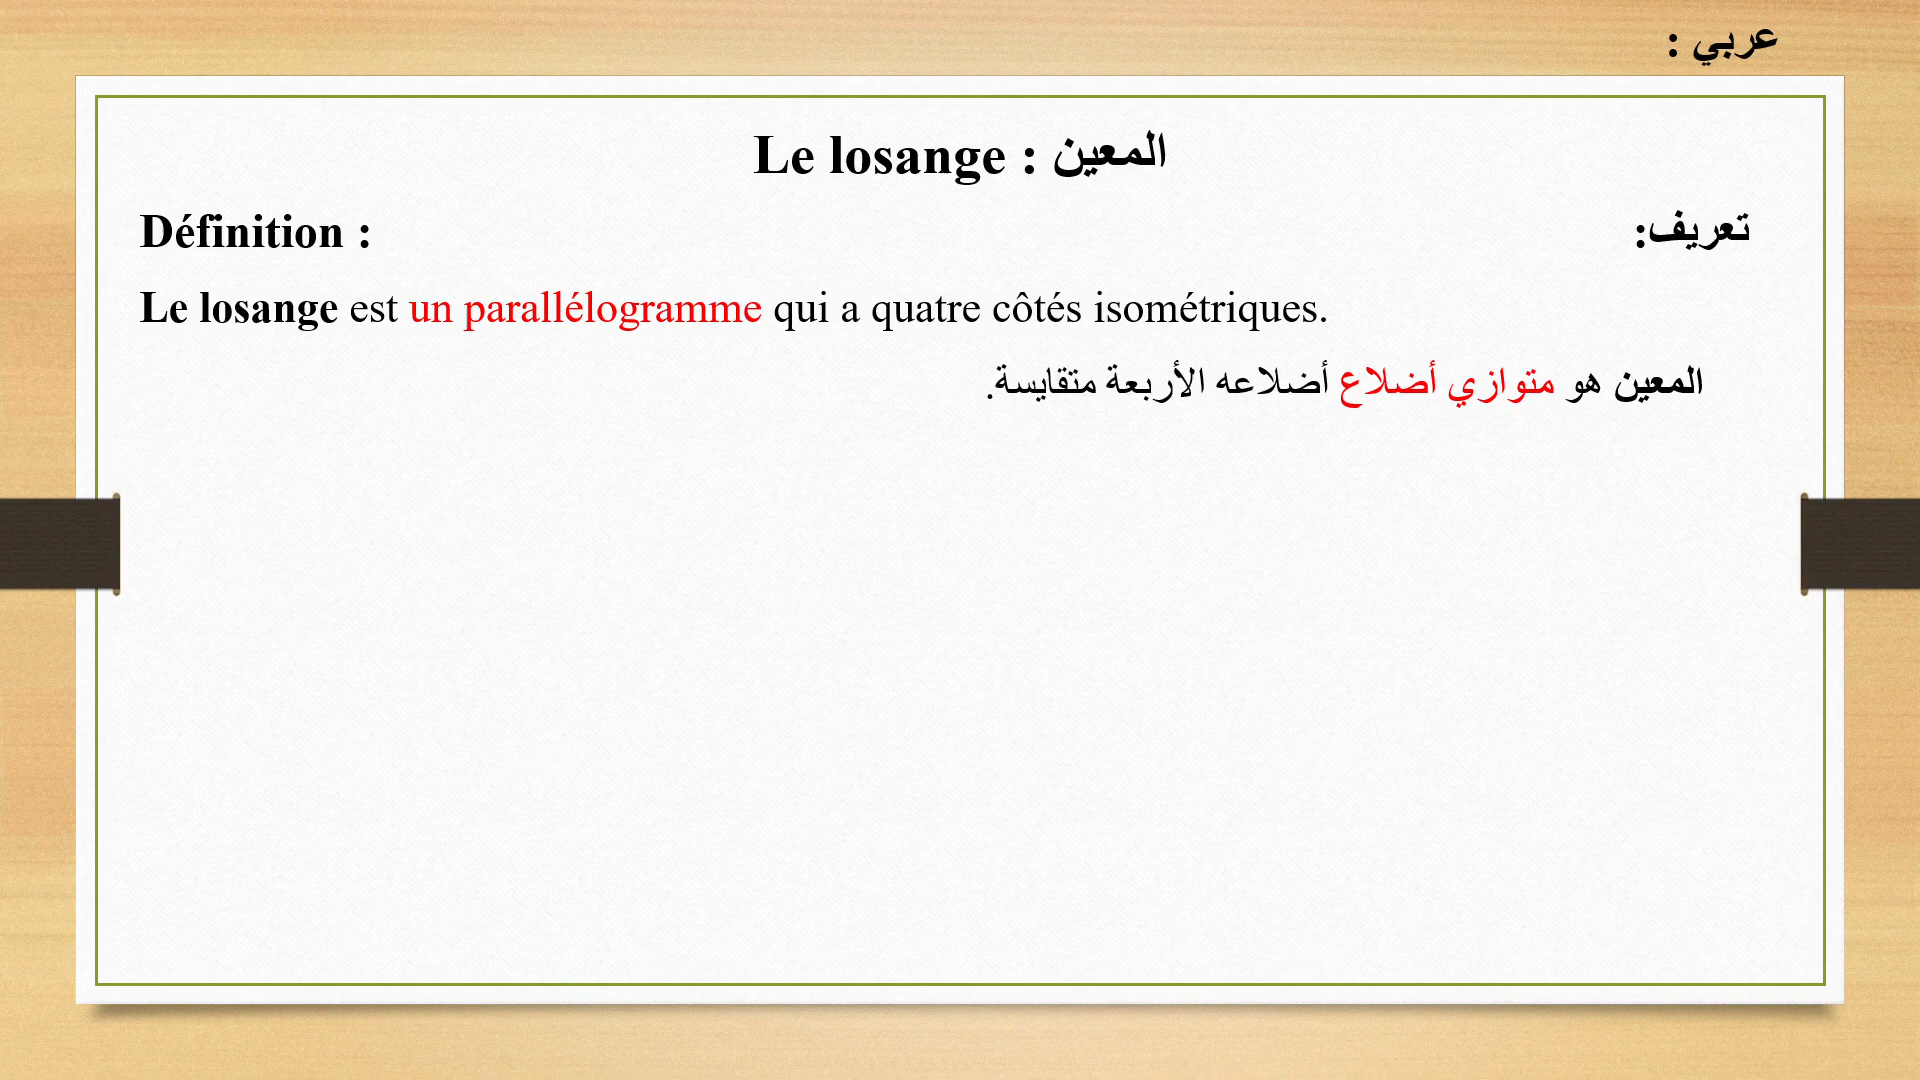 عربي :
Le losange : المعين
Définition :
تعريف:
Le losange est un parallélogramme qui a quatre côtés isométriques.
المعين هو متوازي أضلاع أضلاعه الأربعة متقايسة.